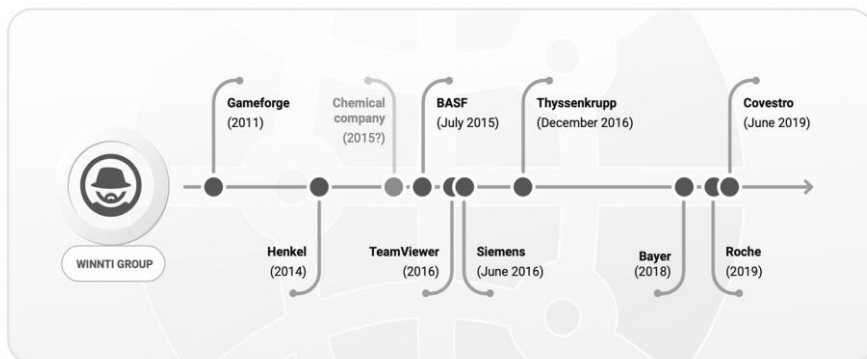 Gameforge
(2011)
Chemical
company
(2015?)
BASF
(July 2015)
Thyssenkrupp
(December 2016)
Covestro
(June 2019)
WINNTI GROUP
Henkel
(2014)
TeamViewer
(2016)
Siemens
(June 2016)
Bayer
(2018)
Roche
(2019)